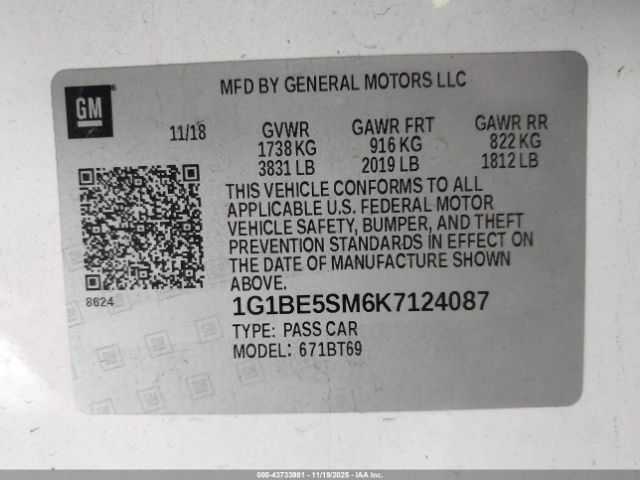 GM
MFD BY GENERAL MOTORS LLC
11/18 GVWR GAWR FRT GAWR RR
1738 KG 916 KG 822 KG
3831 LB 2019 LB 1812 LB
THIS VEHICLE CONFORMS TO ALL
APPLICABLE U.S. FEDERAL MOTOR
VEHICLE SAFETY, BUMPER, AND THEFT
PREVENTION STANDARDS IN EFFECT ON
THE DATE OF MANUFACTURE SHOWN
ABOVE.
8624
1G1BE5SM6K7124087
TYPE: PASS CAR
MODEL: 671BT69
000-43733961 - 11/19/2025 - IAAI, Inc.